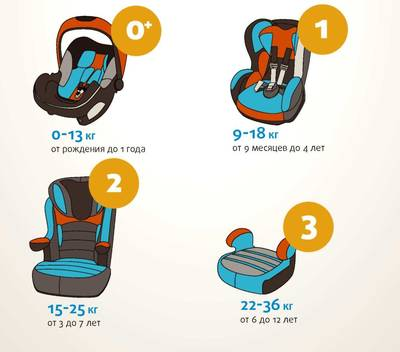 0+
0-13 кг
от рождения до 1 года
1
9-18 кг
от 9 месяцев до 4 лет
2
15-25 кг
от 3 до 7 лет
3
22-36 кг
от 6 до 12 лет